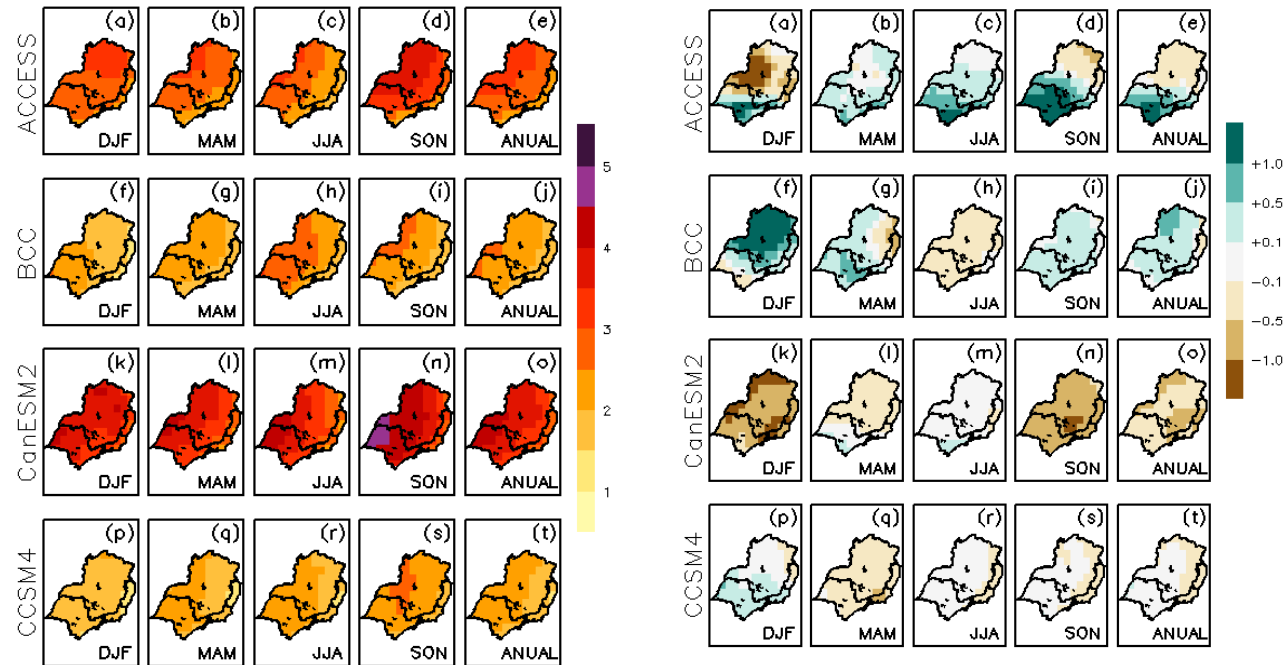 (a) (b) (c) (d) (e)
ACCESS
DJF MAM JJA SON ANUAL
(f) (g) (h) (i) (j)
BCC
DJF MAM JJA SON ANUAL
(k) (l) (m) (n) (o)
CanESM2
DJF MAM JJA SON ANUAL
(p) (q) (r) (s) (t)
CCSM4
DJF MAM JJA SON ANUAL
5
4
3
2
1
(a) (b) (c) (d) (e)
ACCESS
DJF MAM JJA SON ANUAL
(f) (g) (h) (i) (j)
BCC
DJF MAM JJA SON ANUAL
(k) (l) (m) (n) (o)
CanESM2
DJF MAM JJA SON ANUAL
(p) (q) (r) (s) (t)
CCSM4
DJF MAM JJA SON ANUAL
+1.0
+0.5
+0.1
-0.1
-0.5
-1.0